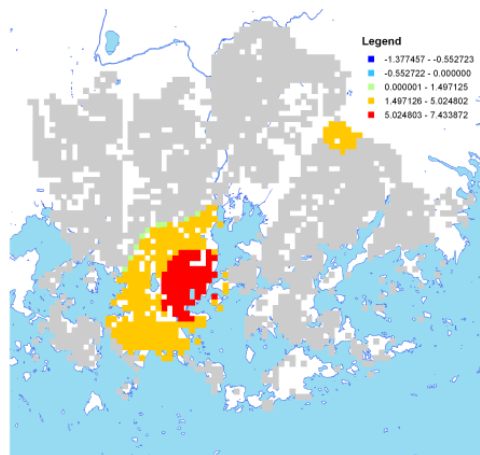 Legend
-1.377457 - -0.552723
-0.552722 - 0.000000
0.000001 - 1.497125
1.497126 - 5.024802
5.024803 - 7.433872